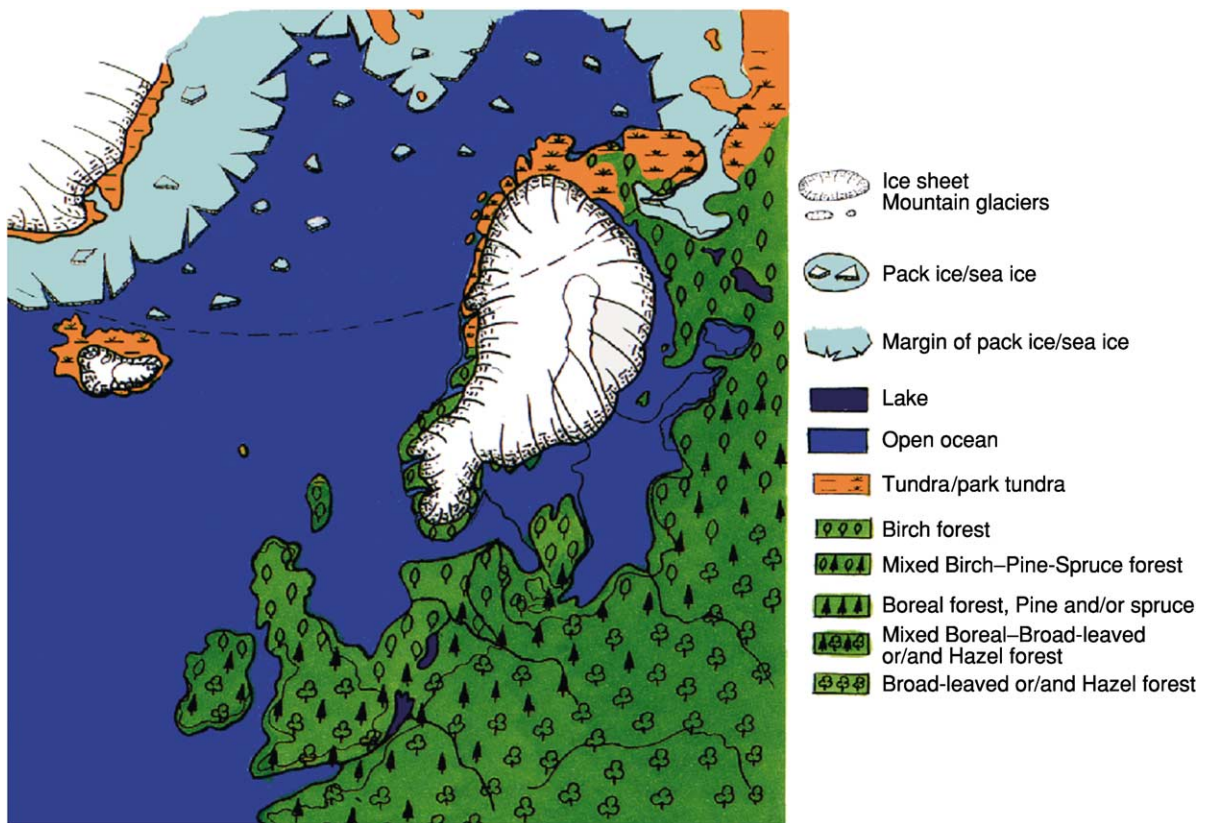 Ice sheet
Mountain glaciers
Pack ice/sea ice
Margin of pack ice/sea ice
Lake
Open ocean
Tundra/park tundra
Birch forest
Mixed Birch–Pine-Spruce forest
Boreal forest, Pine and/or spruce
Mixed Boreal–Broad-leaved
or/and Hazel forest
Broad-leaved or/and Hazel forest